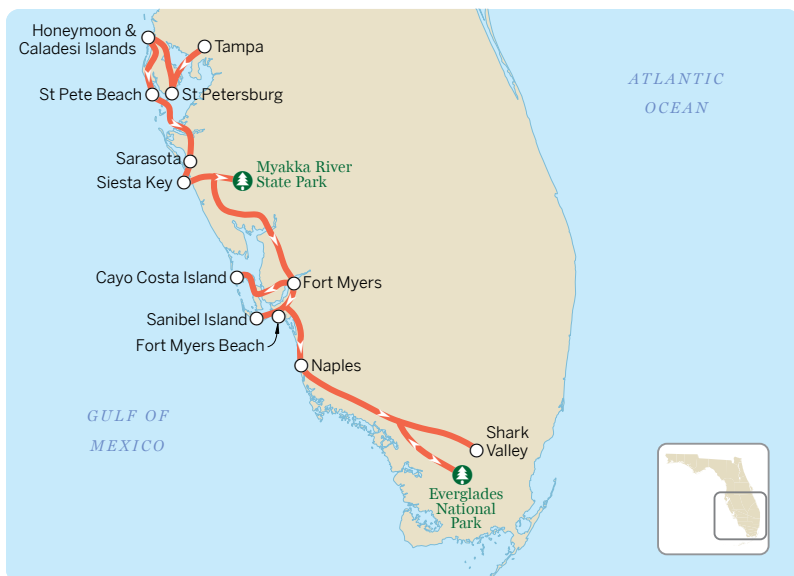 Honeymoon &
Caladesi Islands
Tampa
St Pete Beach
St Petersburg
ATLANTIC
OCEAN
Sarasota
Siesta Key
Myakka River
State Park
Cayo Costa Island
Fort Myers
Sanibel Island
Fort Myers Beach
Naples
GULF OF
MEXICO
Shark
Valley
Everglades
National
Park